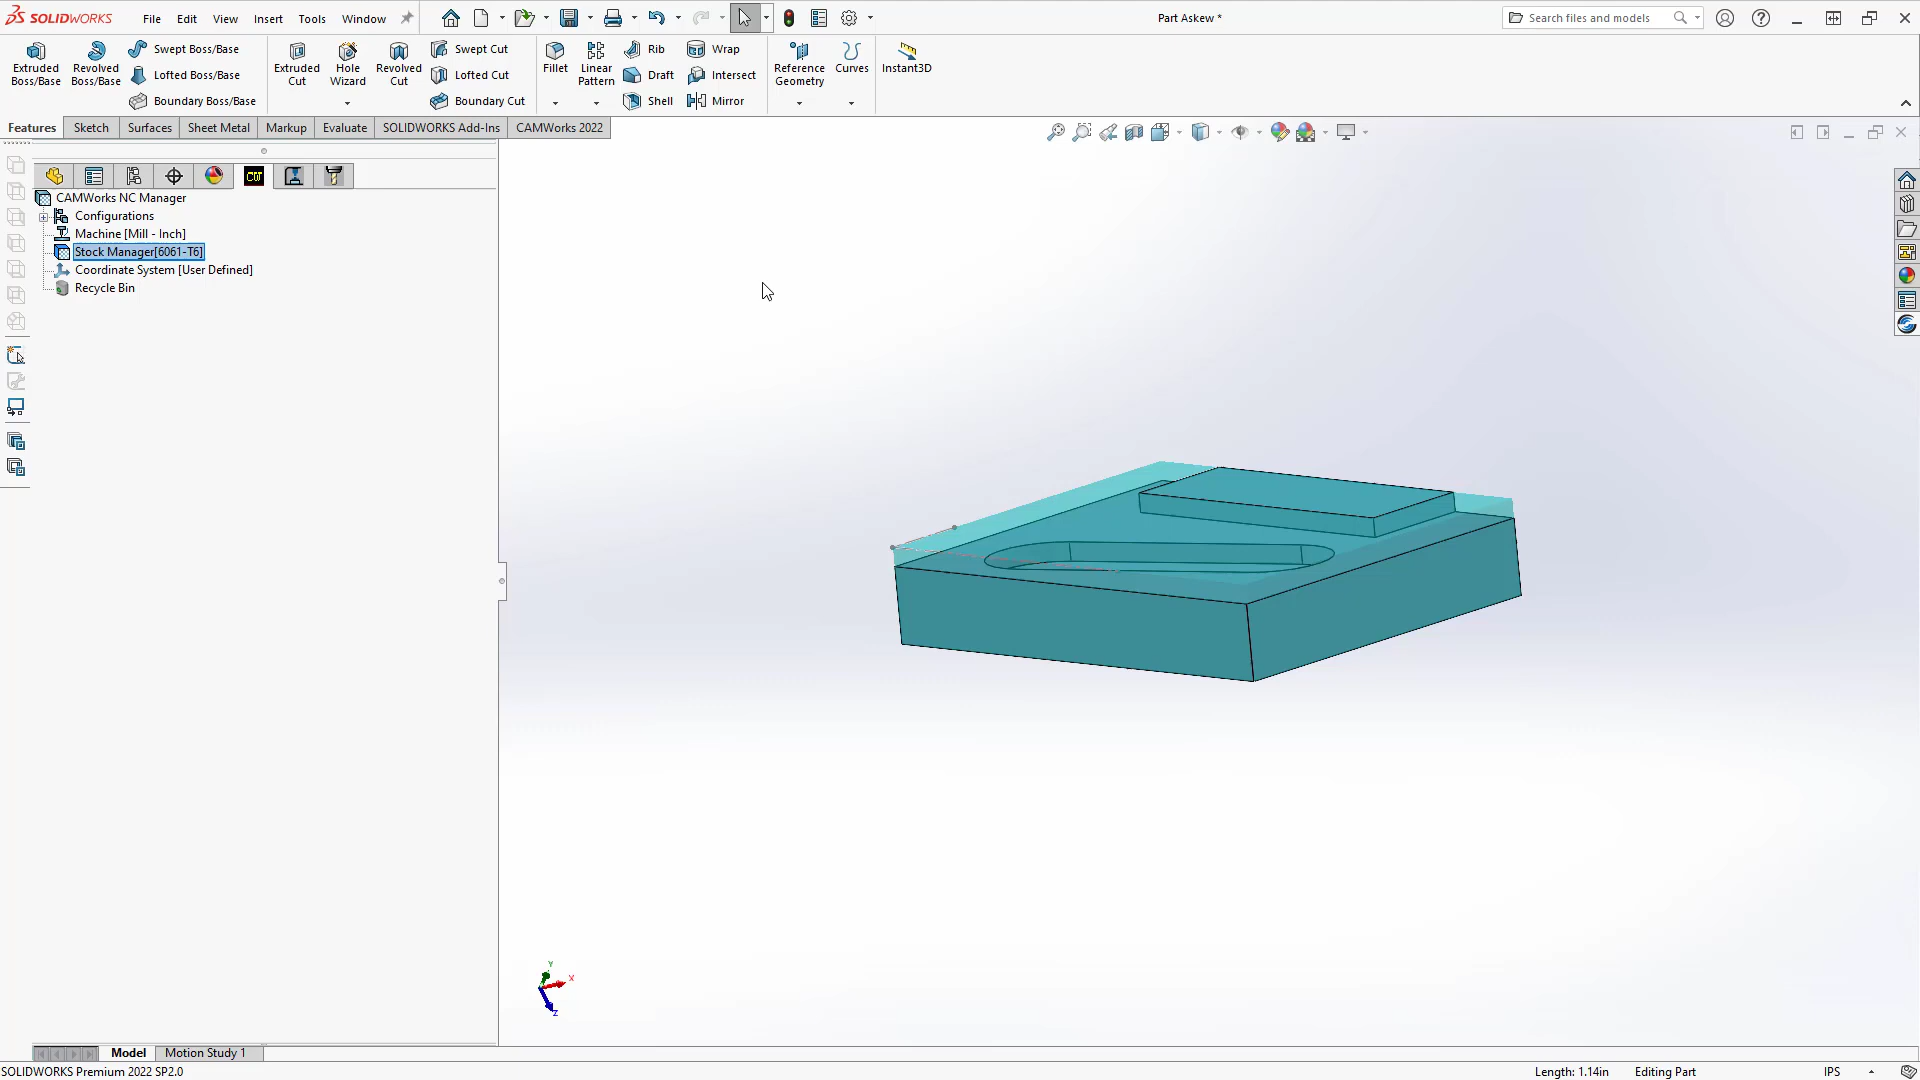 SOLIDWORKS File Edit View Insert Tools Window Part Askew * Search files and models
Extruded Boss/Base
Revolved Boss/Base
Swept Boss/Base
Lofted Boss/Base
Boundary Boss/Base
Extruded Cut
Hole Wizard
Revolved Cut
Swept Cut
Lofted Cut
Boundary Cut
Fillet
Linear Pattern
Rib
Draft
Shell
Wrap
Intersect
Mirror
Reference Geometry
Curves
Instant3D
Features Sketch Surfaces Sheet Metal Markup Evaluate SOLIDWORKS Add-Ins CAMWorks 2022
CW
CAMWorks NC Manager
Configurations
Machine [Mill - Inch]
Stock Manager[6061-T6]
Coordinate System [User Defined]
Recycle Bin
Y
X
Z
Model Motion Study 1
SOLIDWORKS Premium 2022 SP2.0 Length: 1.14in Editing Part IPS